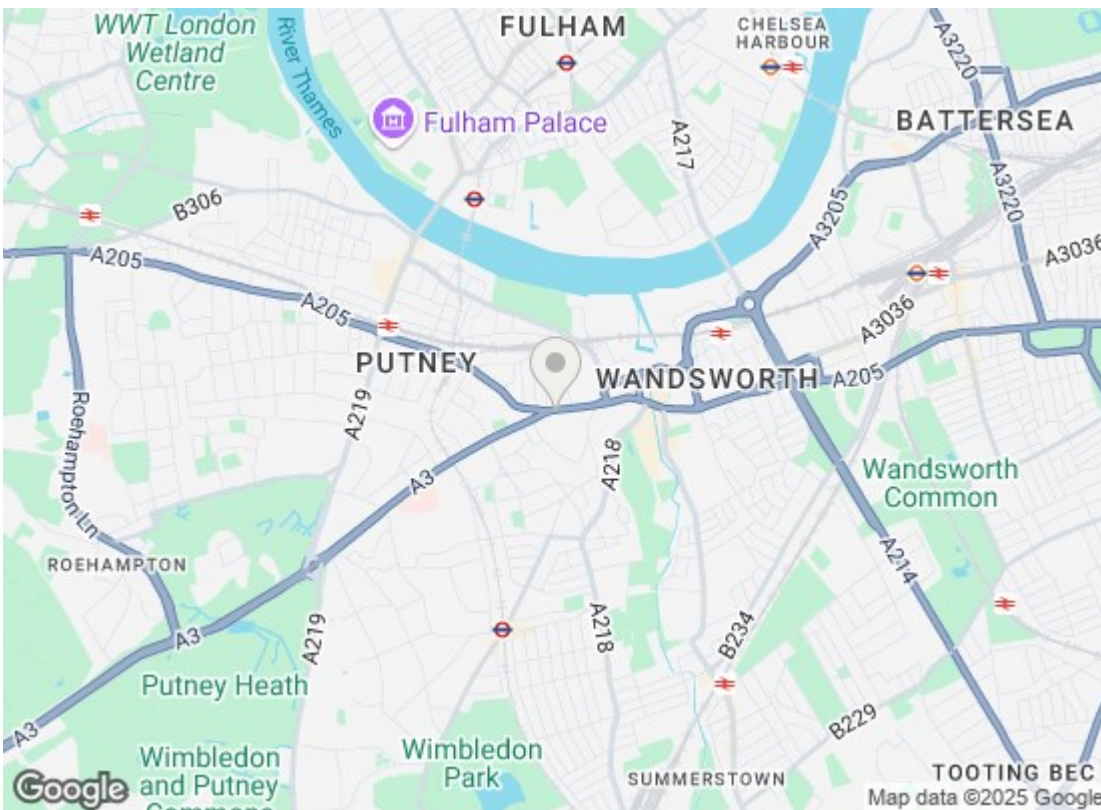 WWT London
Wetland
Centre
River Thames
FULHAM
CHELSEA
HARBOUR
A3220
Fulham Palace
A217
BATTERSEA
B306
A3205
A3220
A205
A3036
A205
A3036
PUTNEY
WANDSWORTH
A205
A219
Roehampton Ln
A218
A3
Wandsworth
Common
ROEHAMPTON
A214
A219
A218
B234
A3
Putney Heath
B229
A3
Wimbledon
and Putney
Commons
Wimbledon
Park
SUMMERSTOWN
TOOTING BEC
Google
Map data ©2025 Google